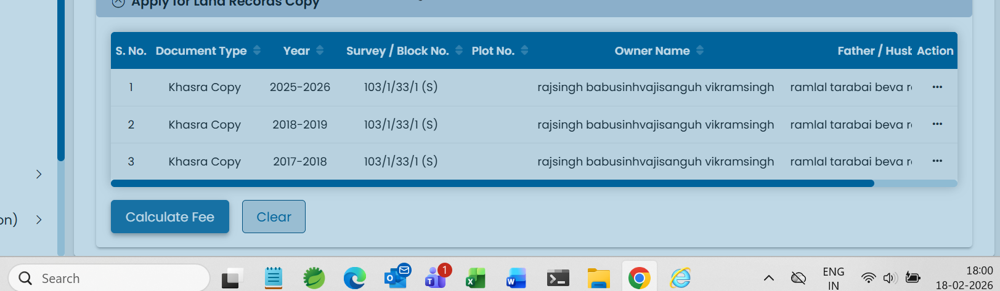 Apply for Land Records Copy
S. No. Document Type Year Survey / Block No. Plot No. Owner Name Father / Husb Action
1 Khasra Copy 2025-2026 103/1/33/1 (S) rajsingh babusinhvajisanguh vikramsingh ramlal tarabai beva r ...
2 Khasra Copy 2018-2019 103/1/33/1 (S) rajsingh babusinhvajisanguh vikramsingh ramlal tarabai beva r ...
3 Khasra Copy 2017-2018 103/1/33/1 (S) rajsingh babusinhvajisanguh vikramsingh ramlal tarabai beva r ...
Calculate Fee Clear
on)
Search 1 ENG 18:00
IN 18-02-2026